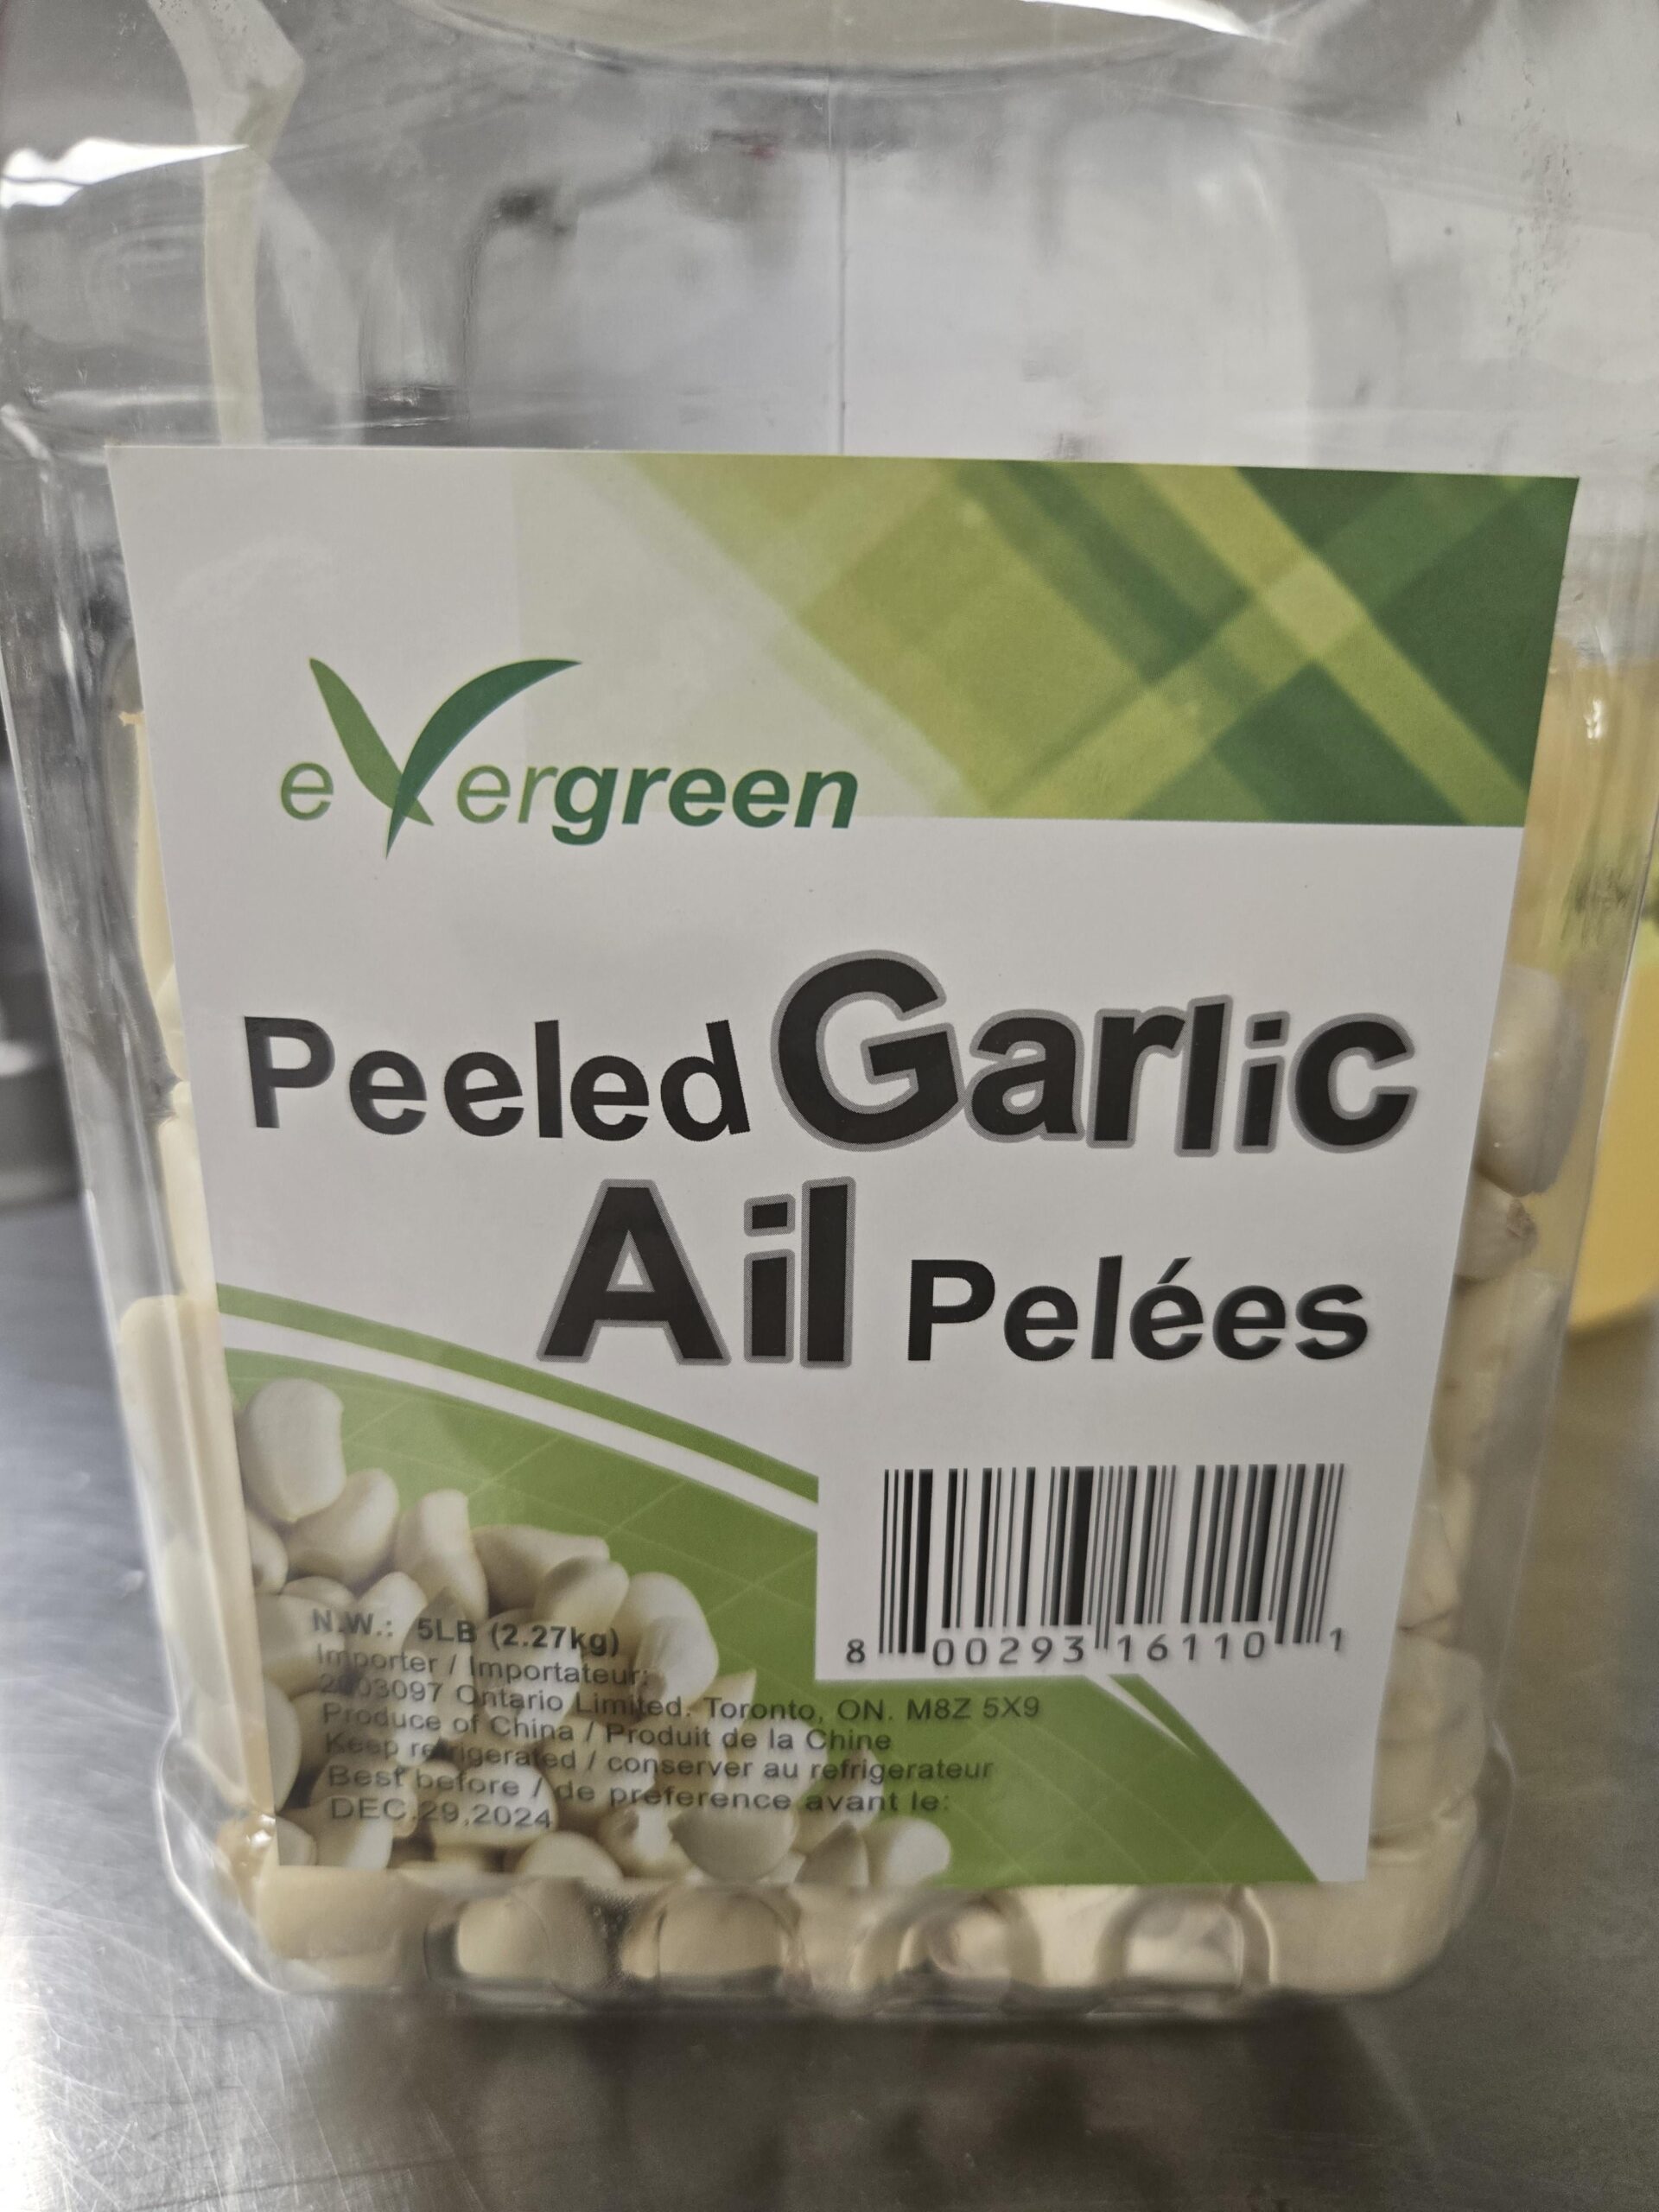 evergreen
Peeled Garlic
Ail Pelées
8 00293 16110 1
N.W.: 5LB (2.27kg)
Importer / Importateur:
2003097 Ontario Limited. Toronto, ON. M8Z 5X9
Produce of China / Produit de la Chine
Keep refrigerated / conserver au refrigerateur
Best before / de preference avant le:
DEC.29,2024